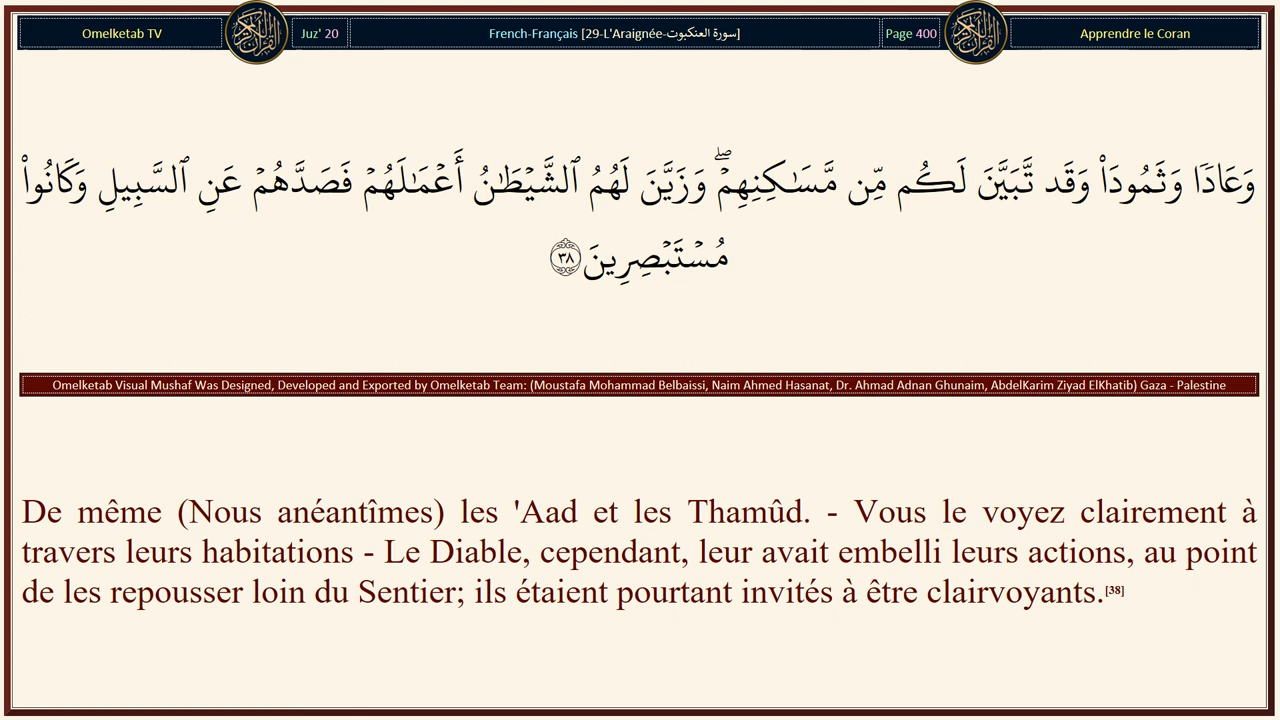 Omelketab TV
Juz' 20
French-Français [29-L'Araignée-سورة العنكبوت]
Page 400
Apprendre le Coran
وَعَادٗا وَثَمُودَاْ وَقَد تَّبَيَّنَ لَكُم مِّن مَّسَٰكِنِهِمۡۖ وَزَيَّنَ لَهُمُ ٱلشَّيۡطَٰنُ أَعۡمَٰلَهُمۡ فَصَدَّهُمۡ عَنِ ٱلسَّبِيلِ وَكَانُواْ
مُسۡتَبۡصِرِينَ ٣٨
Omelketab Visual Mushaf Was Designed, Developed and Exported by Omelketab Team: (Moustafa Mohammad Belbaissi, Naim Ahmed Hasanat, Dr. Ahmad Adnan Ghunaim, AbdelKarim Ziyad ElKhatib) Gaza - Palestine
De même (Nous anéantîmes) les 'Aad et les Thamûd. - Vous le voyez clairement à
travers leurs habitations - Le Diable, cependant, leur avait embelli leurs actions, au point
de les repousser loin du Sentier; ils étaient pourtant invités à être clairvoyants.[38]